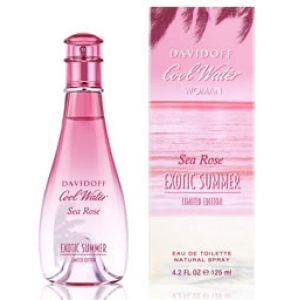 DAVIDOFF
Cool Water
Sea Rose
EXOTIC SUMMER
LIMITED EDITION
DAVIDOFF
Cool Water
WOMAN
Sea Rose
EXOTIC SUMMER
LIMITED EDITION
EAU DE TOILETTE
NATURAL SPRAY
4.2 FL OZ ℮ 125 ml